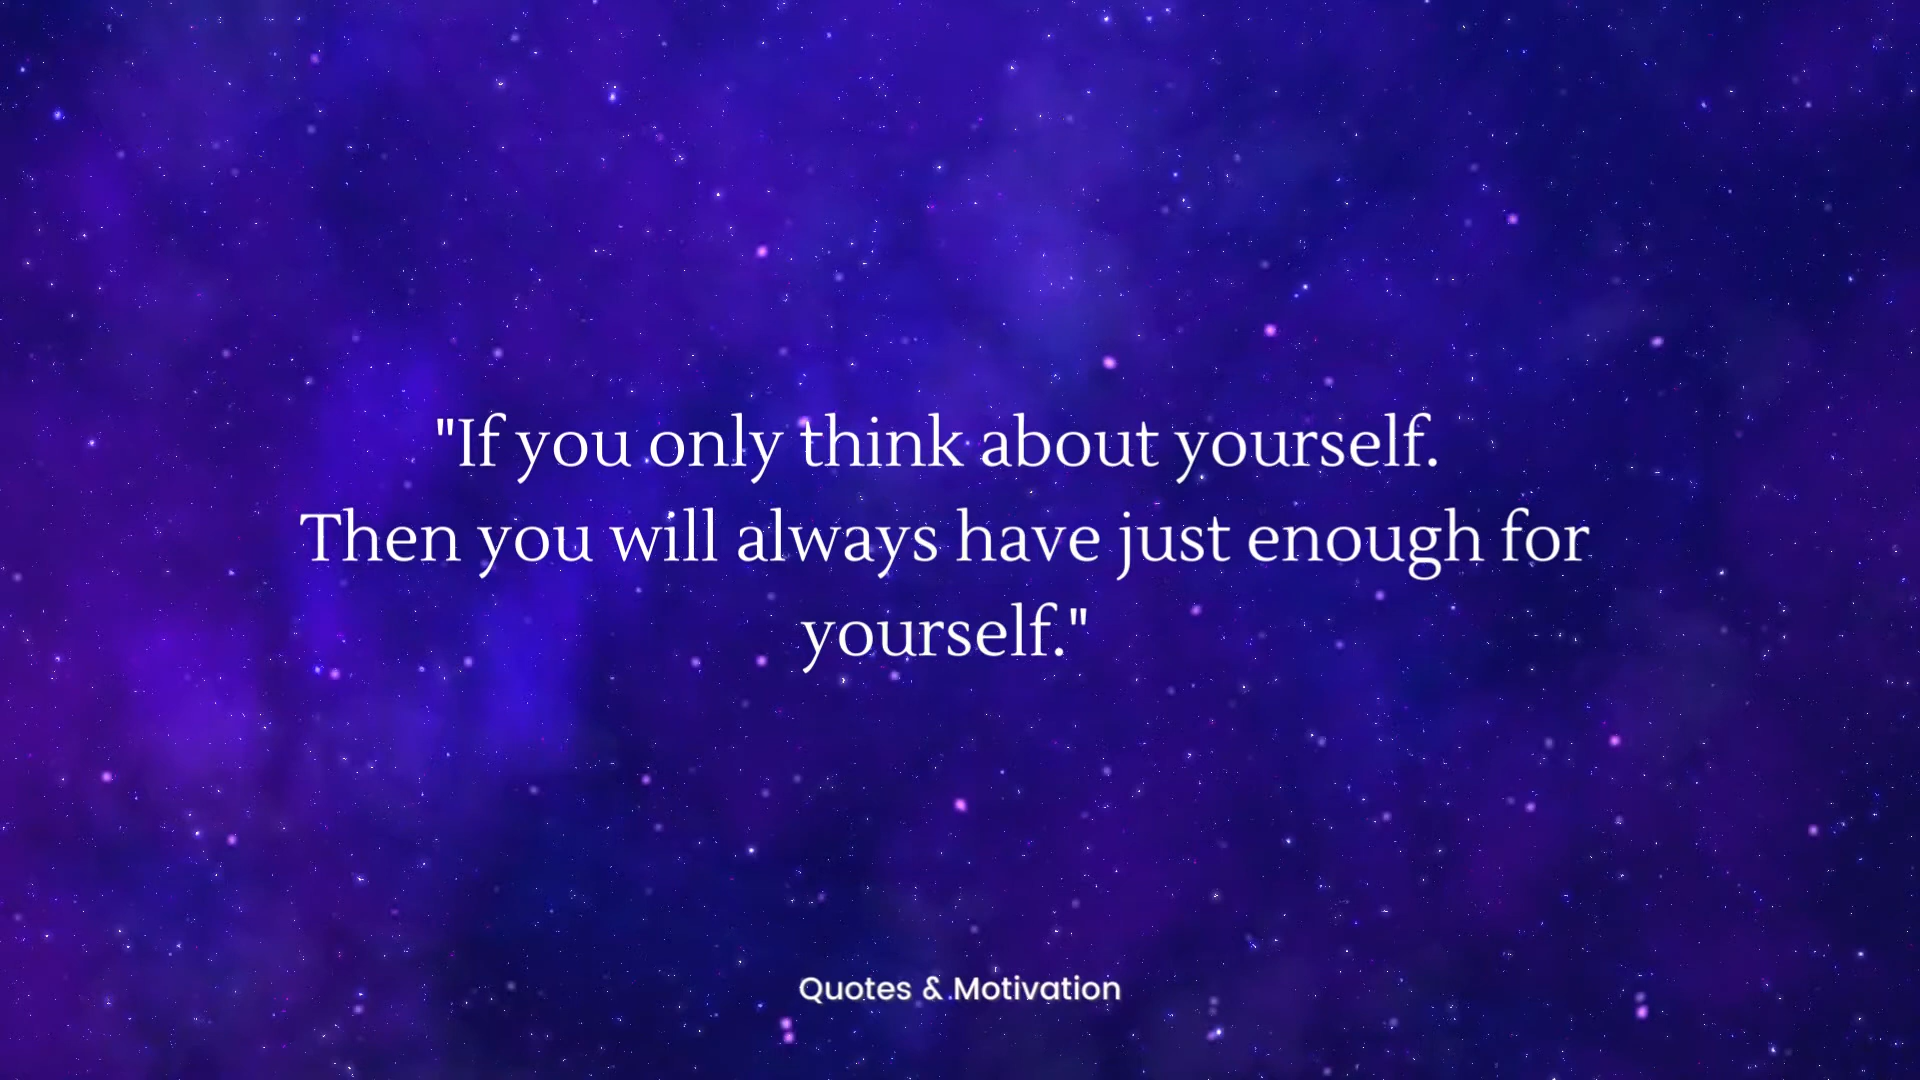 "If you only think about yourself.
Then you will always have just enough for
yourself."
Quotes & Motivation